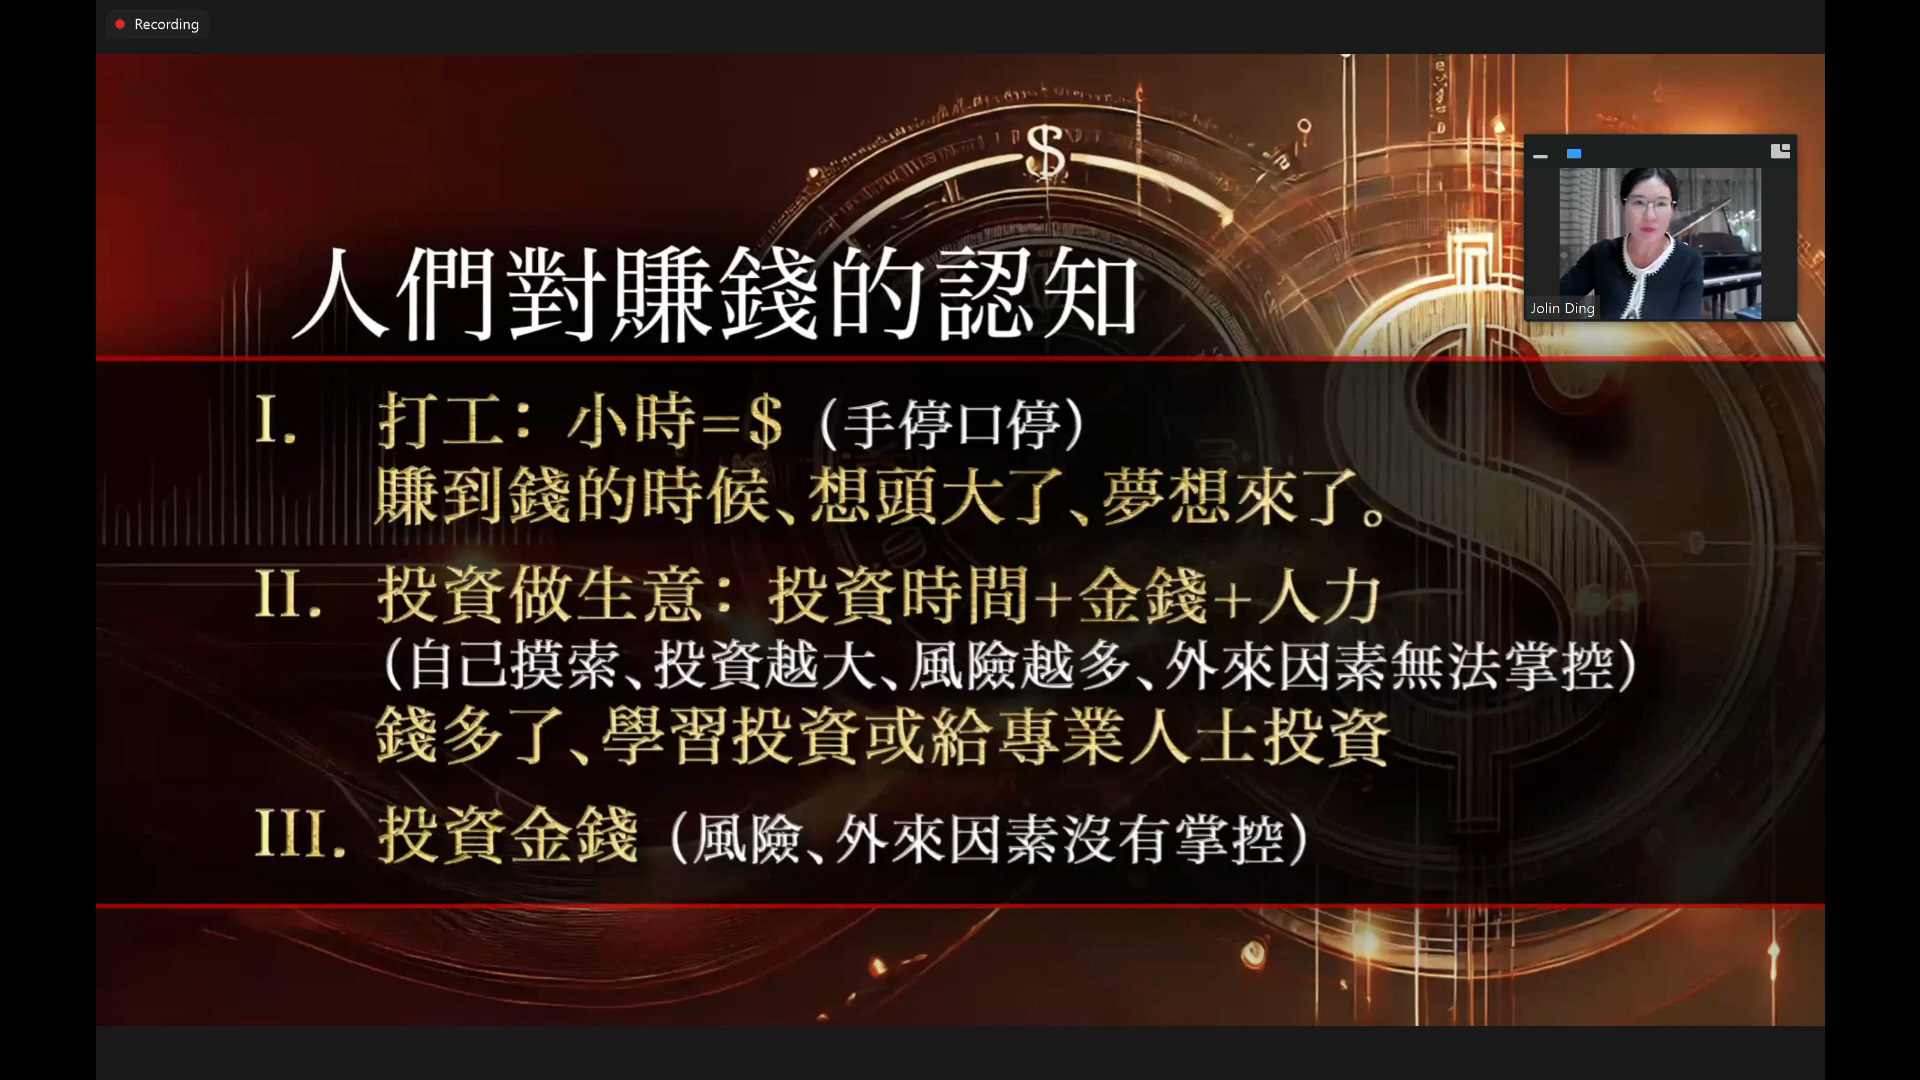 Recording
$
Jolin Ding
人們對賺錢的認知
I. 打工：小時=$（手停口停）
賺到錢的時候、想頭大了、夢想來了。
II. 投資做生意：投資時間+金錢+人力
（自己摸索、投資越大、風險越多、外來因素無法掌控）
錢多了、學習投資或給專業人士投資
III. 投資金錢（風險、外來因素沒有掌控）